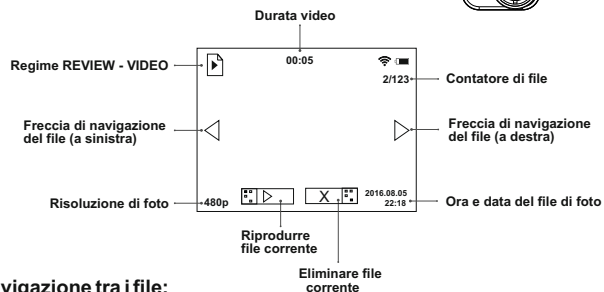 Durata video
Regime REVIEW - VIDEO
00:05
2/123
Contatore di file
Freccia di navigazione
del file (a sinistra)
Freccia di navigazione
del file (a destra)
Risoluzione di foto
480p
X
2016.08.05
22:18
Ora e data del file di foto
Riprodurre
file corrente
Eliminare file
corrente
vigazione tra i file: